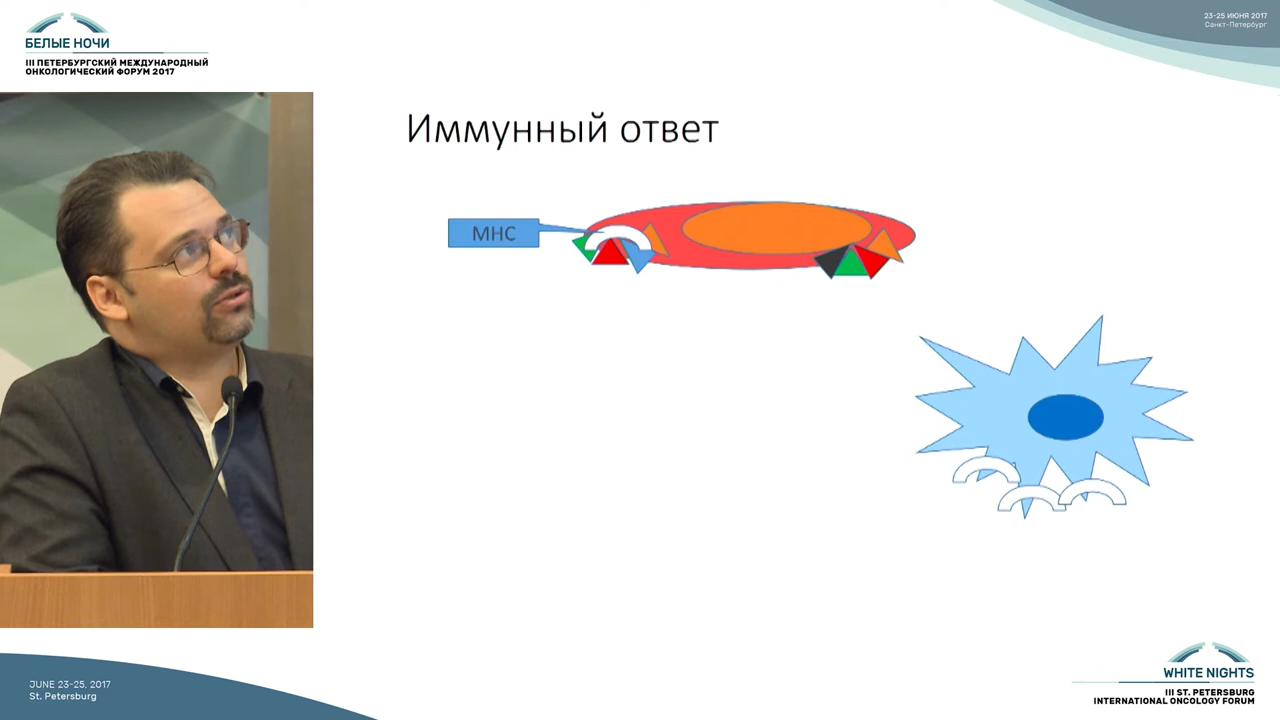 БЕЛЫЕ НОЧИ
III ПЕТЕРБУРГСКИЙ МЕЖДУНАРОДНЫЙ
ОНКОЛОГИЧЕСКИЙ ФОРУМ 2017
23-25 ИЮНЯ 2017
Санкт-Петербург
Иммунный ответ
МНС
JUNE 23-25, 2017
St. Petersburg
WHITE NIGHTS
III ST. PETERSBURG
INTERNATIONAL ONCOLOGY FORUM